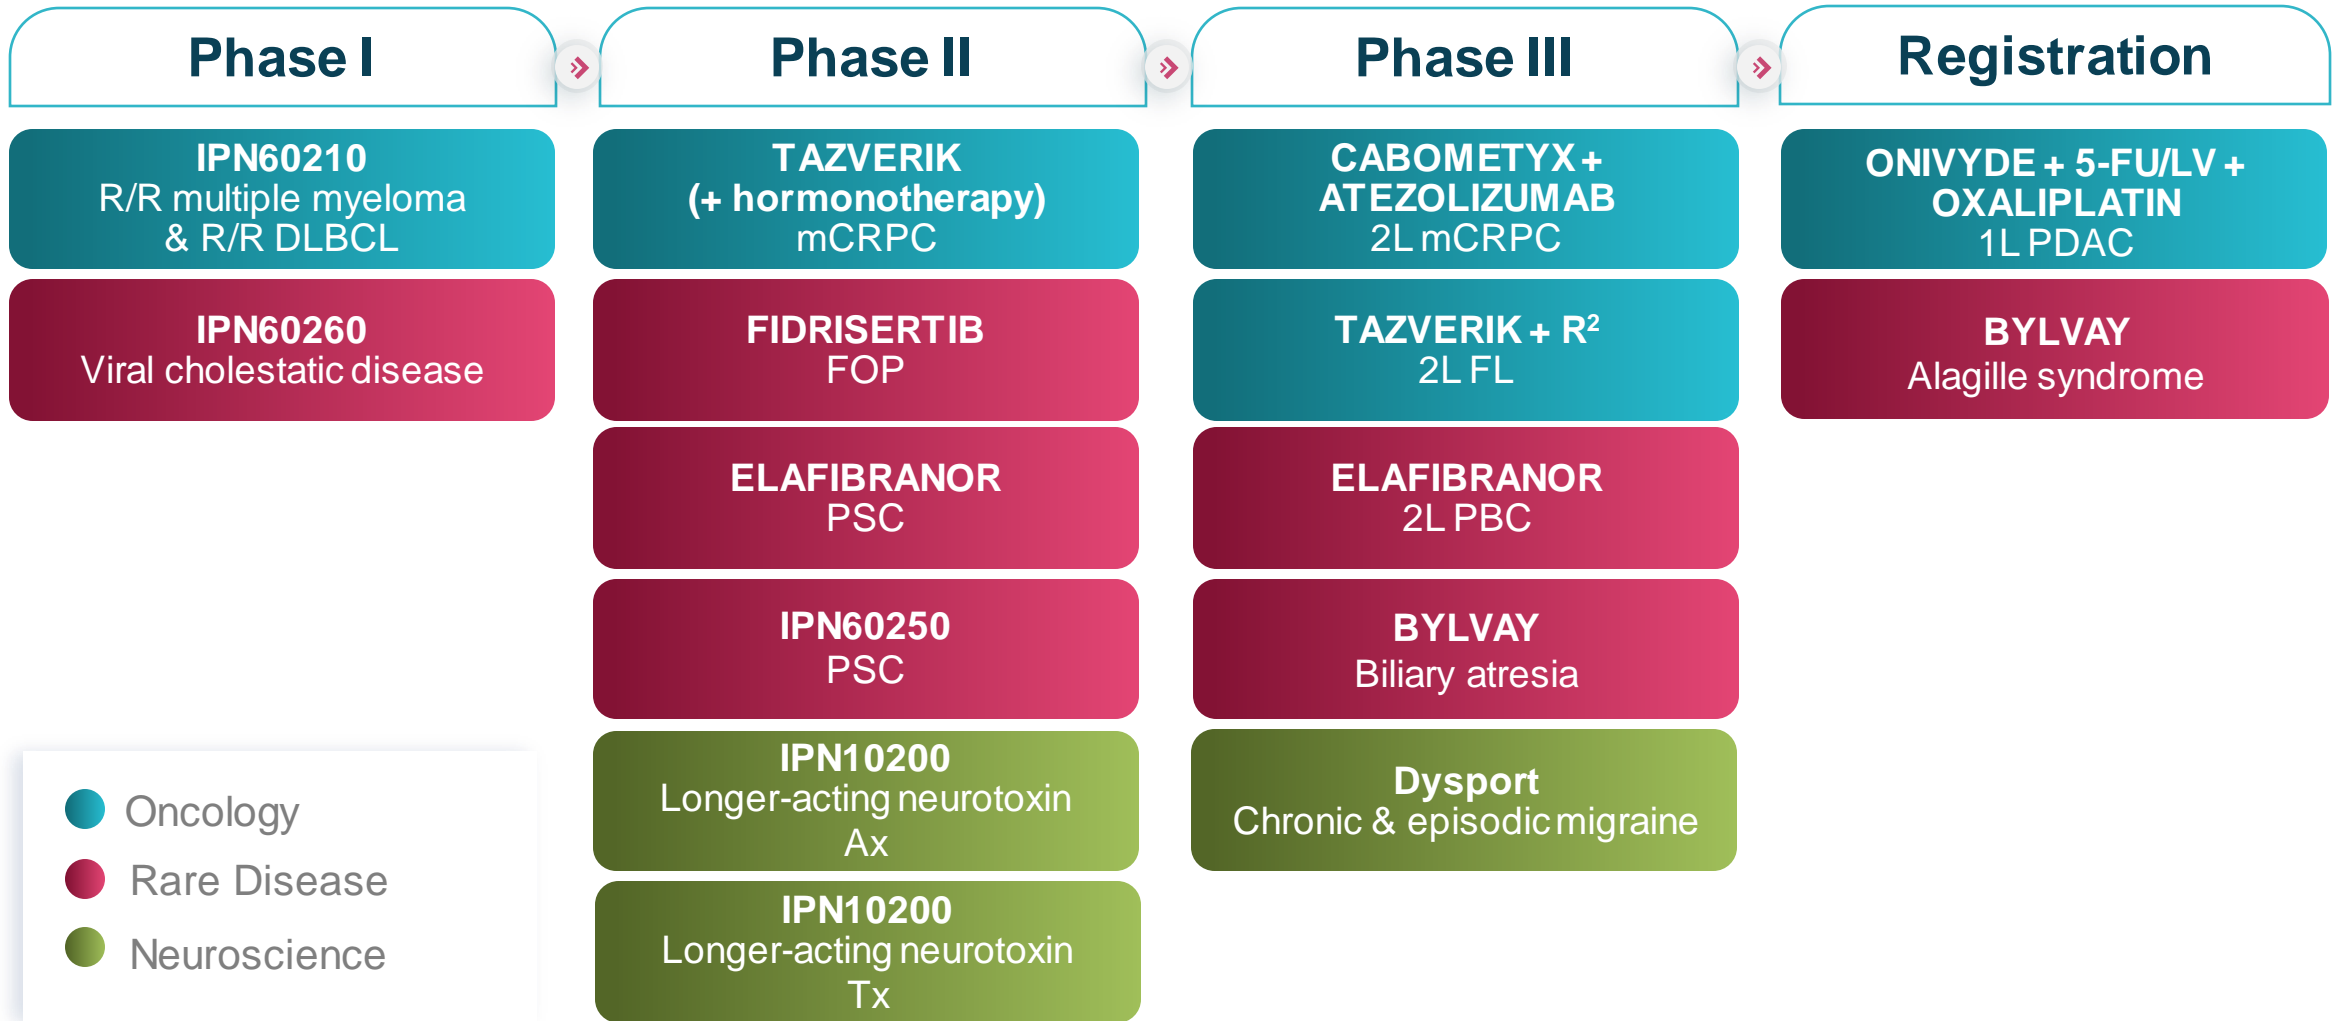 Phase I
Phase II
Phase III
Registration
IPN60210
R/R multiple myeloma
& R/R DLBCL
IPN60260
Viral cholestatic disease
TAZVERIK
(+ hormonotherapy)
mCRPC
FIDRISERTIB
FOP
ELAFIBRANOR
PSC
IPN60250
PSC
IPN10200
Longer-acting neurotoxin
Ax
IPN10200
Longer-acting neurotoxin
Tx
CABOMETYX +
ATEZOLIZUMAB
2L mCRPC
TAZVERIK + R²
2L FL
ELAFIBRANOR
2L PBC
BYLVAY
Biliary atresia
Dysport
Chronic & episodic migraine
ONIVYDE + 5-FU/LV +
OXALIPLATIN
1L PDAC
BYLVAY
Alagille syndrome
Oncology
Rare Disease
Neuroscience